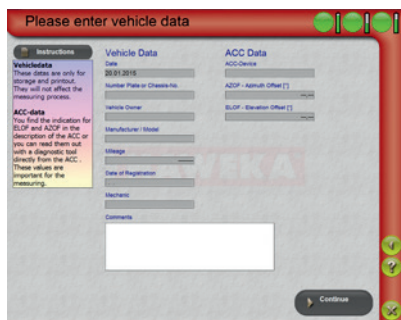 Please enter vehicle data
Instructions
Vehicledata
These datas are only for
storage and printout.
They will not effect the
measuring process.
ACC-data
You find the indication for
ELOF and AZOF in the
description of the ACC or
you can read them out
with a diagnostic tool
directly from the ACC .
These values are
important for the
measuring.
Vehicle Data
Date
20.01.2015
Number Plate or Chassis-No.
Vehicle Owner
Manufacturer / Model
Mileage
Date of Registration
Mechanic
Comments
ACC Data
ACC-Device
AZOF - Azimuth Offset [°]
--,--
ELOF - Elevation Offset [°]
--,--
Continue
?